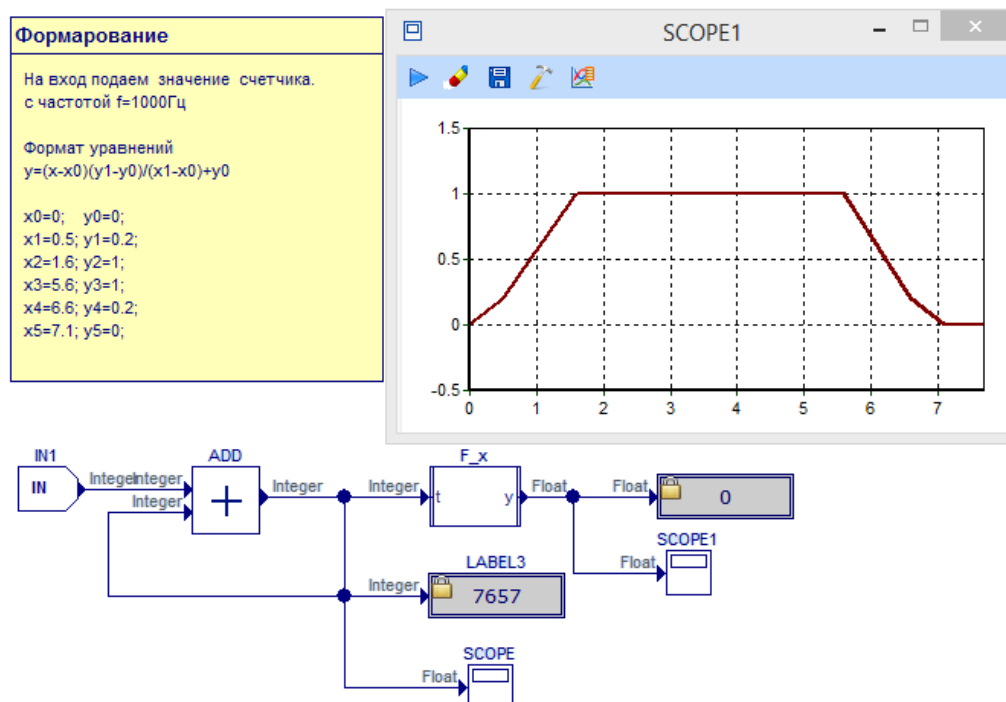 Формарование
На вход подаем значение счетчика.
с частотой f=1000Гц
Формат уравнений
y=(x-x0)(y1-y0)/(x1-x0)+y0
x0=0; y0=0;
x1=0.5; y1=0.2;
x2=1.6; y2=1;
x3=5.6; y3=1;
x4=6.6; y4=0.2;
x5=7.1; y5=0;
SCOPE1
1.5
1
0.5
0
-0.5
0 1 2 3 4 5 6 7
IN1
IN
Integer
Integer
Integer
ADD
+
Integer
Integer
F_x
t y
Float
Float
0
SCOPE1
Float
LABEL3
Integer
7657
SCOPE
Float